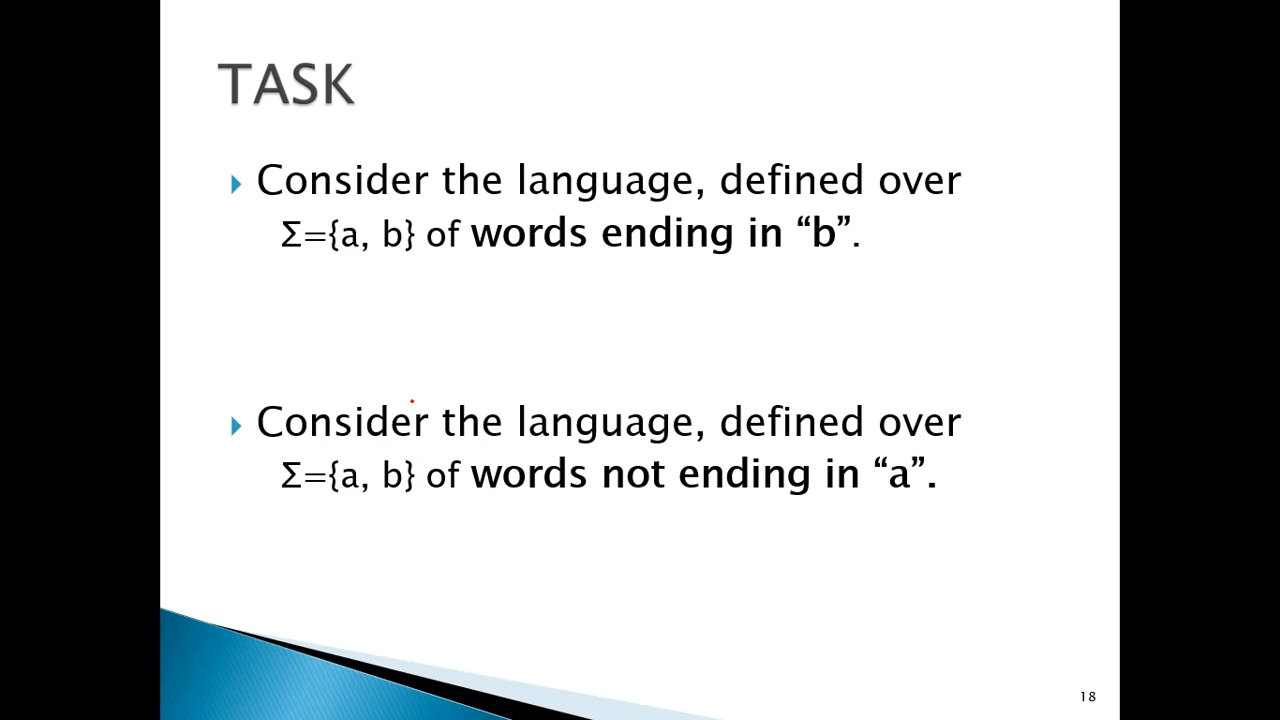 TASK
Consider the language, defined over
Σ={a, b} of words ending in “b”.
Consider the language, defined over
Σ={a, b} of words not ending in “a”.
18